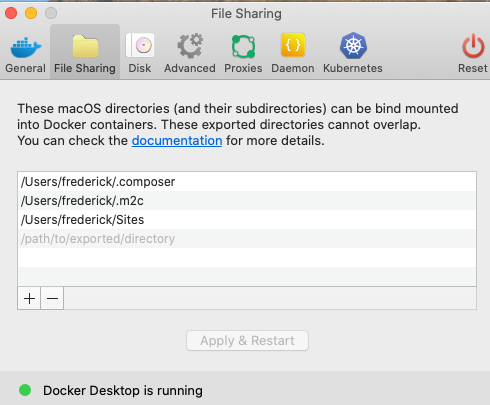 File Sharing
General File Sharing Disk Advanced Proxies Daemon Kubernetes Reset
These macOS directories (and their subdirectories) can be bind mounted
into Docker containers. These exported directories cannot overlap.
You can check the documentation for more details.
/Users/frederick/.composer
/Users/frederick/.m2c
/Users/frederick/Sites
/path/to/exported/directory
Apply & Restart
Docker Desktop is running